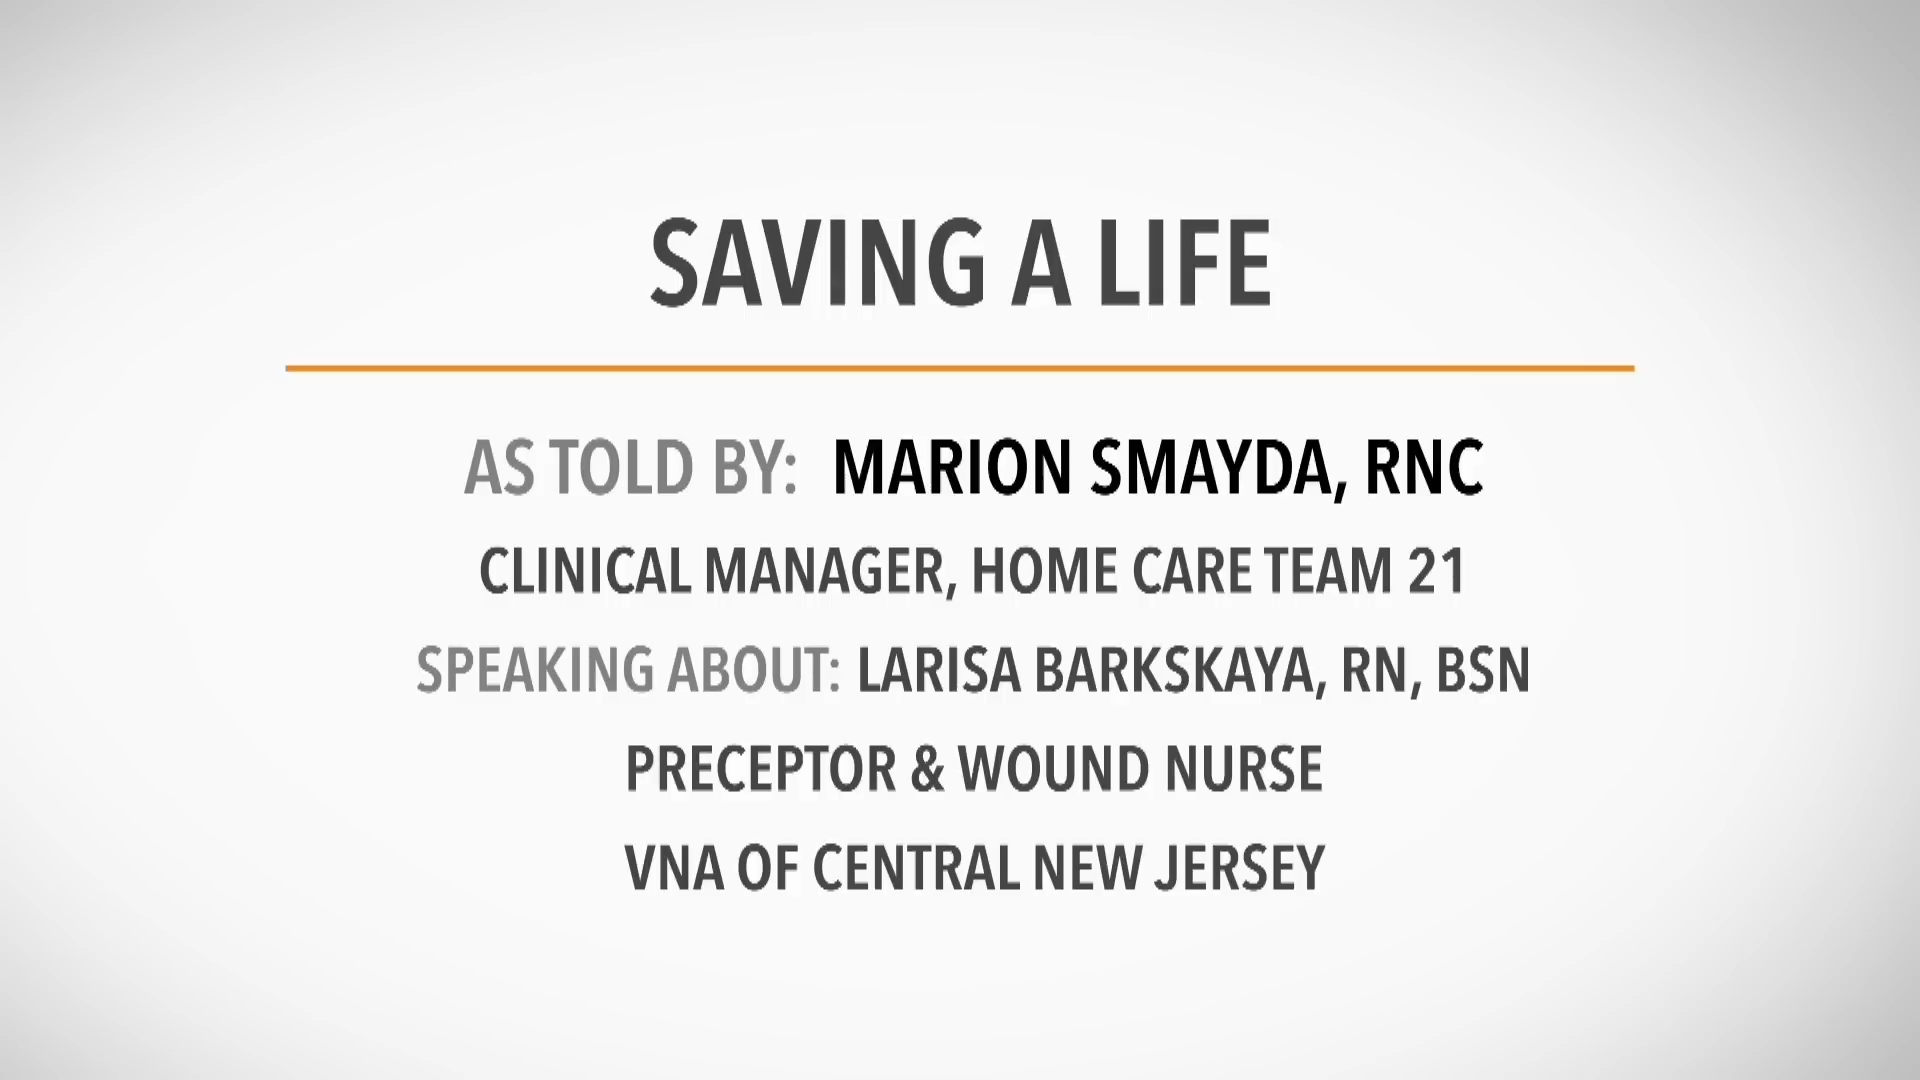 SAVING A LIFE
AS TOLD BY: MARION SMAYDA, RNC
CLINICAL MANAGER, HOME CARE TEAM 21
SPEAKING ABOUT: LARISA BARKSKAYA, RN, BSN
PRECEPTOR & WOUND NURSE
VNA OF CENTRAL NEW JERSEY